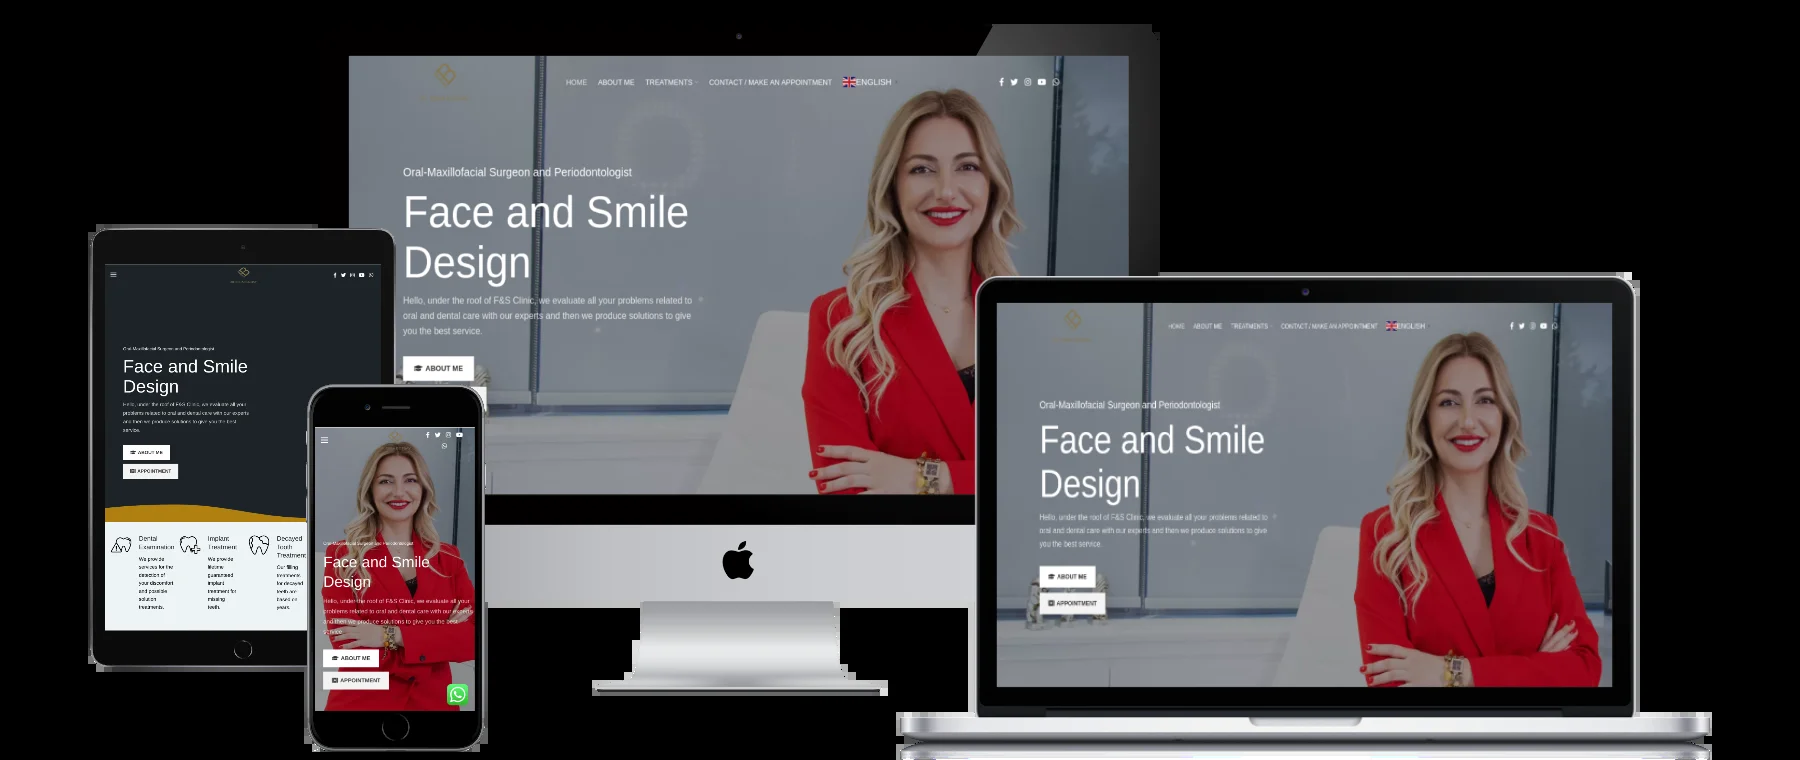 HOME ABOUT ME TREATMENTS CONTACT / MAKE AN APPOINTMENT ENGLISH
Oral-Maxillofacial Surgeon and Periodontologist
Face and Smile
Design
Hello, under the roof of F&S Clinic, we evaluate all your problems related to
oral and dental care with our experts and then we produce solutions to give
you the best service.
ABOUT ME
Oral-Maxillofacial Surgeon and Periodontologist
Face and Smile
Design
Hello, under the roof of F&S Clinic, we evaluate all your
problems related to oral and dental care with our experts
and then we produce solutions to give you the best
service.
ABOUT ME
APPOINTMENT
Dental
Examination
We provide
services for the
detection of
your discomfort
and possible
solution
treatments.
Implant
Treatment
We provide
lifetime
guaranteed
implant
treatment for
missing
teeth.
Decayed
Tooth
Treatment
Our filling
treatments
for decayed
teeth are
based on
years.
Oral-Maxillofacial Surgeon and Periodontologist
Face and Smile
Design
Hello, under the roof of F&S Clinic, we evaluate all your
problems related to oral and dental care with our experts
and then we produce solutions to give you the best
service.
ABOUT ME
APPOINTMENT
HOME ABOUT ME TREATMENTS CONTACT / MAKE AN APPOINTMENT ENGLISH
Oral-Maxillofacial Surgeon and Periodontologist
Face and Smile
Design
Hello, under the roof of F&S Clinic, we evaluate all your problems related to
oral and dental care with our experts and then we produce solutions to give
you the best service.
ABOUT ME
APPOINTMENT